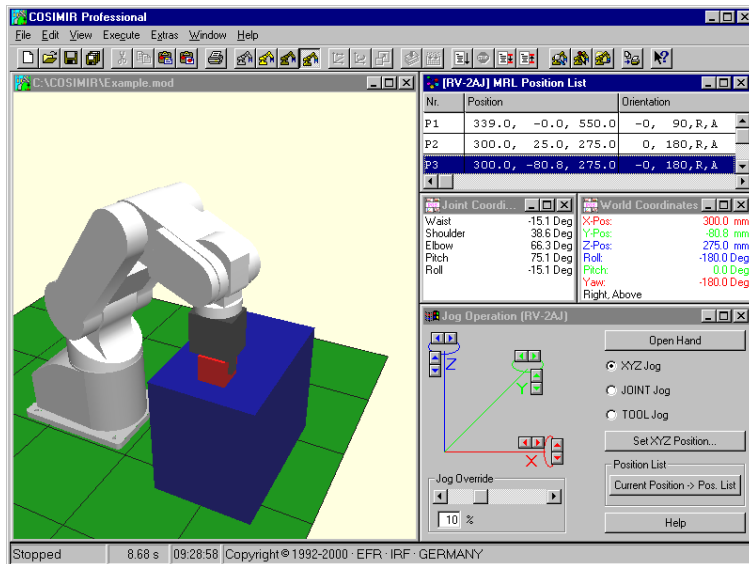 COSIMIR Professional
File Edit View Execute Extras Window Help
C:\COSIMIR\Example.mod
[RV-2AJ] MRL Position List
Nr. Position Orientation
P1 339.0, -0.0, 550.0 -0, 90,R,A
P2 300.0, 25.0, 275.0 0, 180,R,A
P3 300.0, -80.8, 275.0 -0, 180,R,A
Joint Coordi...
Waist -15.1 Deg
Shoulder 38.6 Deg
Elbow 66.3 Deg
Pitch 75.1 Deg
Roll -15.1 Deg
World Coordinates
X-Pos: 300.0 mm
Y-Pos: -80.8 mm
Z-Pos: 275.0 mm
Roll: -180.0 Deg
Pitch: 0.0 Deg
Yaw: -180.0 Deg
Right, Above
Jog Operation (RV-2AJ)
Z
Y
X
Open Hand
XYZ Jog
JOINT Jog
TOOL Jog
Set XYZ Position...
Position List
Current Position -> Pos. List
Jog Override
10 %
Help
Stopped 8.68 s 09:28:58 Copyright © 1992-2000 · EFR · IRF · GERMANY